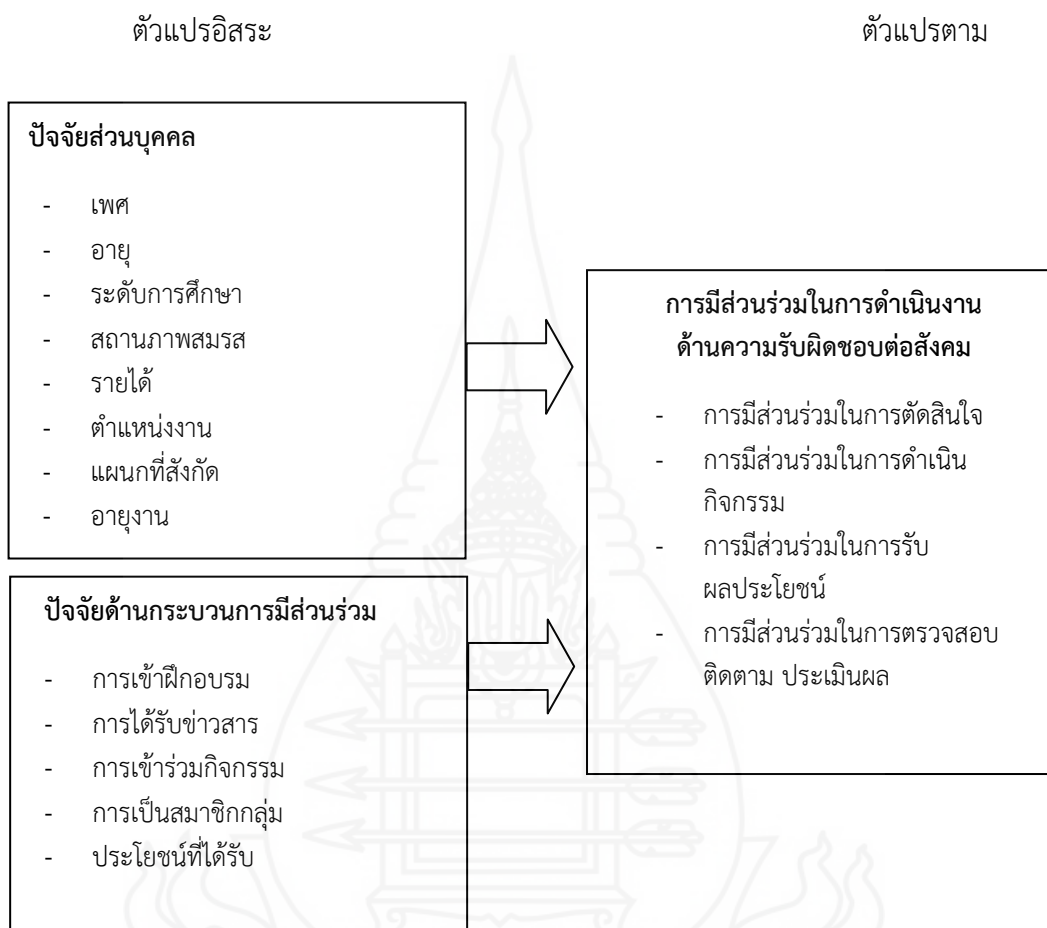 ตัวแปรอิสระ
ตัวแปรตาม
ปัจจัยส่วนบุคคล
- เพศ
- อายุ
- ระดับการศึกษา
- สถานภาพสมรส
- รายได้
- ตำแหน่งงาน
- แผนกที่สังกัด
- อายุงาน
ปัจจัยด้านกระบวนการมีส่วนร่วม
- การเข้าฝึกอบรม
- การได้รับข่าวสาร
- การเข้าร่วมกิจกรรม
- การเป็นสมาชิกกลุ่ม
- ประโยชน์ที่ได้รับ
การมีส่วนร่วมในการดำเนินงาน
ด้านความรับผิดชอบต่อสังคม
- การมีส่วนร่วมในการตัดสินใจ
- การมีส่วนร่วมในการดำเนิน
กิจกรรม
- การมีส่วนร่วมในการรับ
ผลประโยชน์
- การมีส่วนร่วมในการตรวจสอบ
ติดตาม ประเมินผล